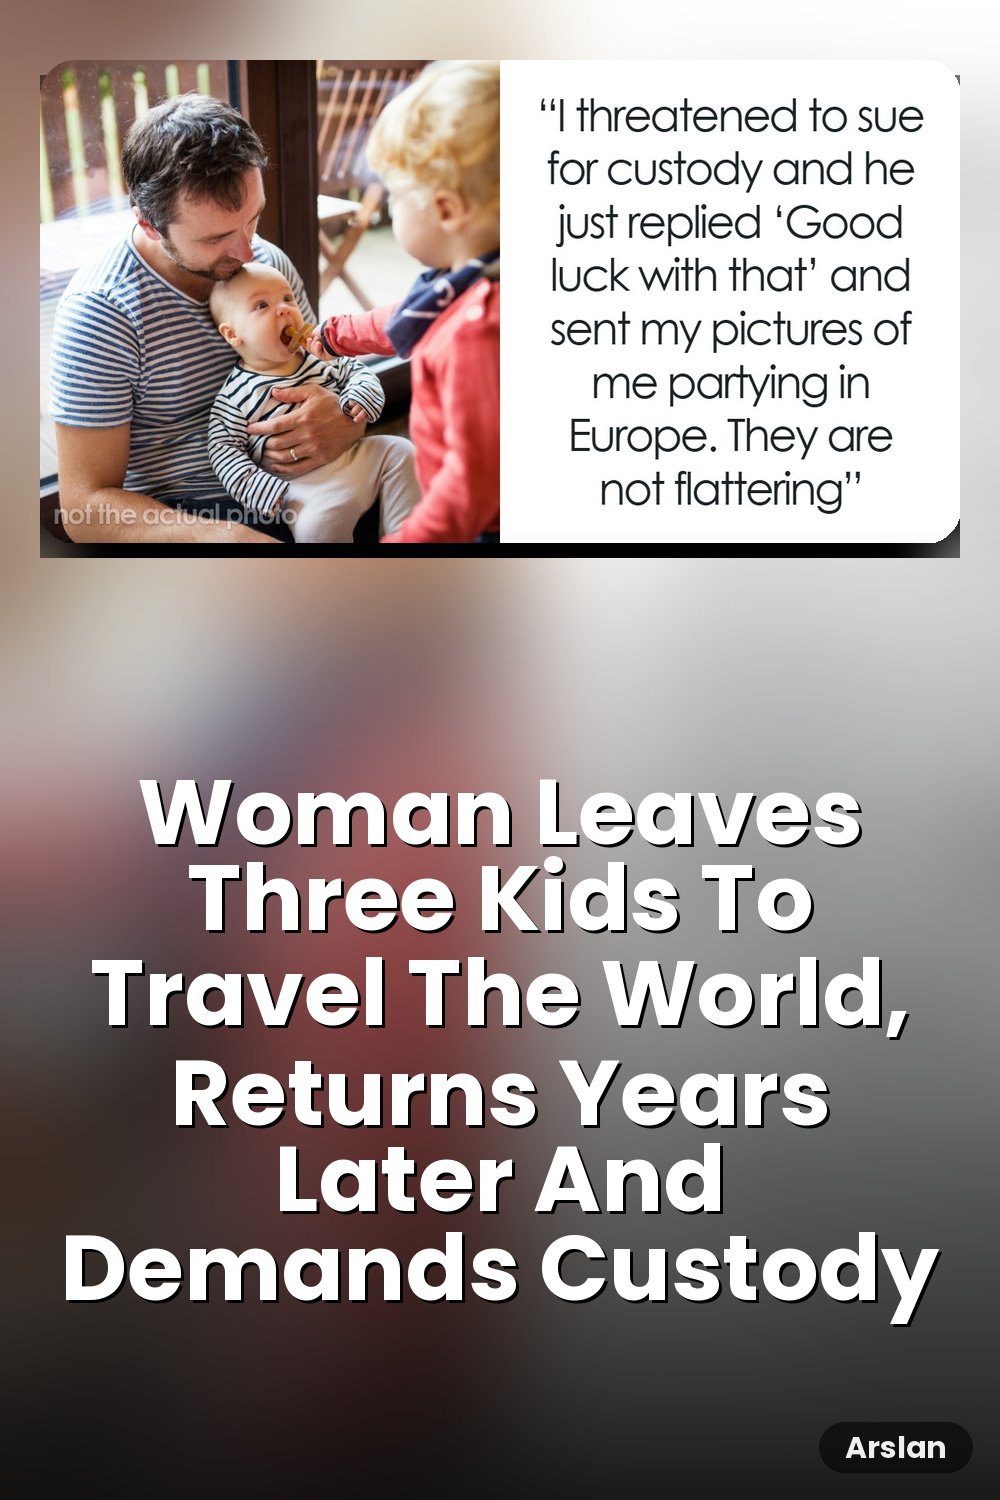 “I threatened to sue
for custody and he
just replied ‘Good
luck with that’ and
sent my pictures of
me partying in
Europe. They are
not flattering”
not the actual photo
Woman Leaves
Three Kids To
Travel The World,
Returns Years
Later And
Demands Custody
Arslan